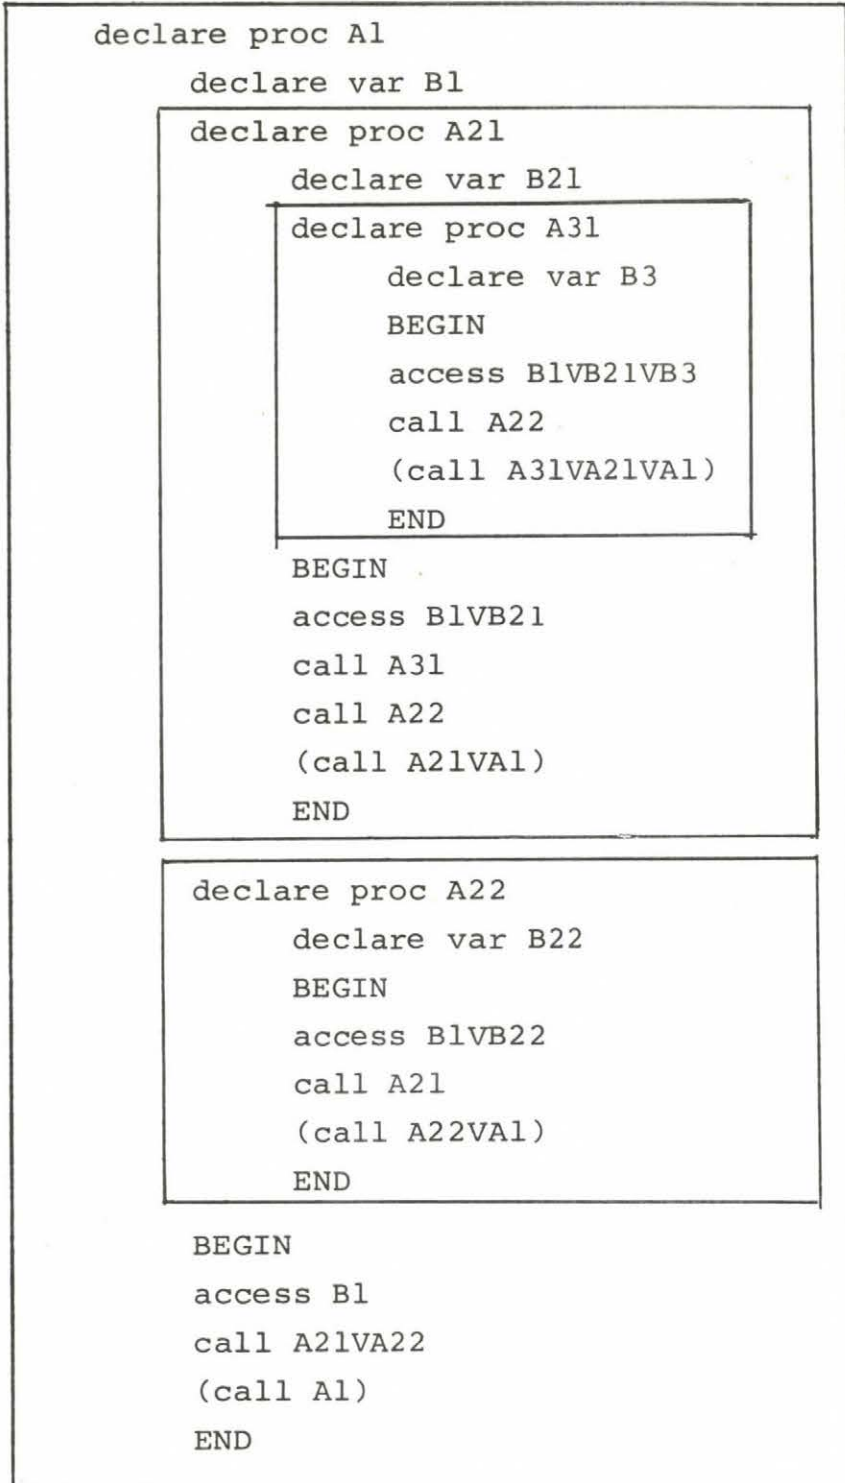 declare proc A1
declare var B1
declare proc A21
declare var B21
declare proc A31
declare var B3
BEGIN
access B1VB21VB3
call A22
(call A31VA21VA1)
END
BEGIN
access B1VB21
call A31
call A22
(call A21VA1)
END
declare proc A22
declare var B22
BEGIN
access B1VB22
call A21
(call A22VA1)
END
BEGIN
access B1
call A21VA22
(call A1)
END